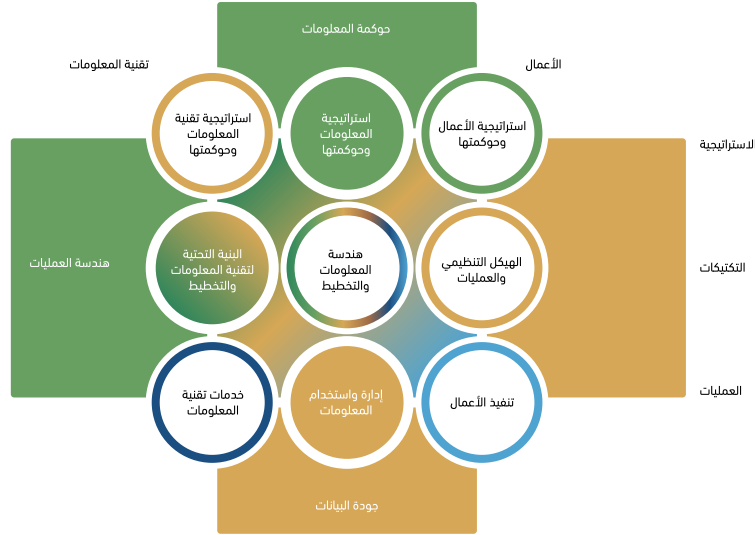 حوكمة المعلومات
الأعمال
تقنية المعلومات
استراتيجية الأعمال
وحوكمتها
استراتيجية
المعلومات
وحوكمتها
استراتيجية تقنية
المعلومات
وحوكمتها
لاستراتيجية
الهيكل التنظيمي
والعمليات
هندسة
المعلومات
والتخطيط
البنية التحتية
لتقنية المعلومات
والتخطيط
هندسة العمليات
التكتيكات
تنفيذ الأعمال
إدارة واستخدام
المعلومات
خدمات تقنية
المعلومات
العمليات
جودة البيانات